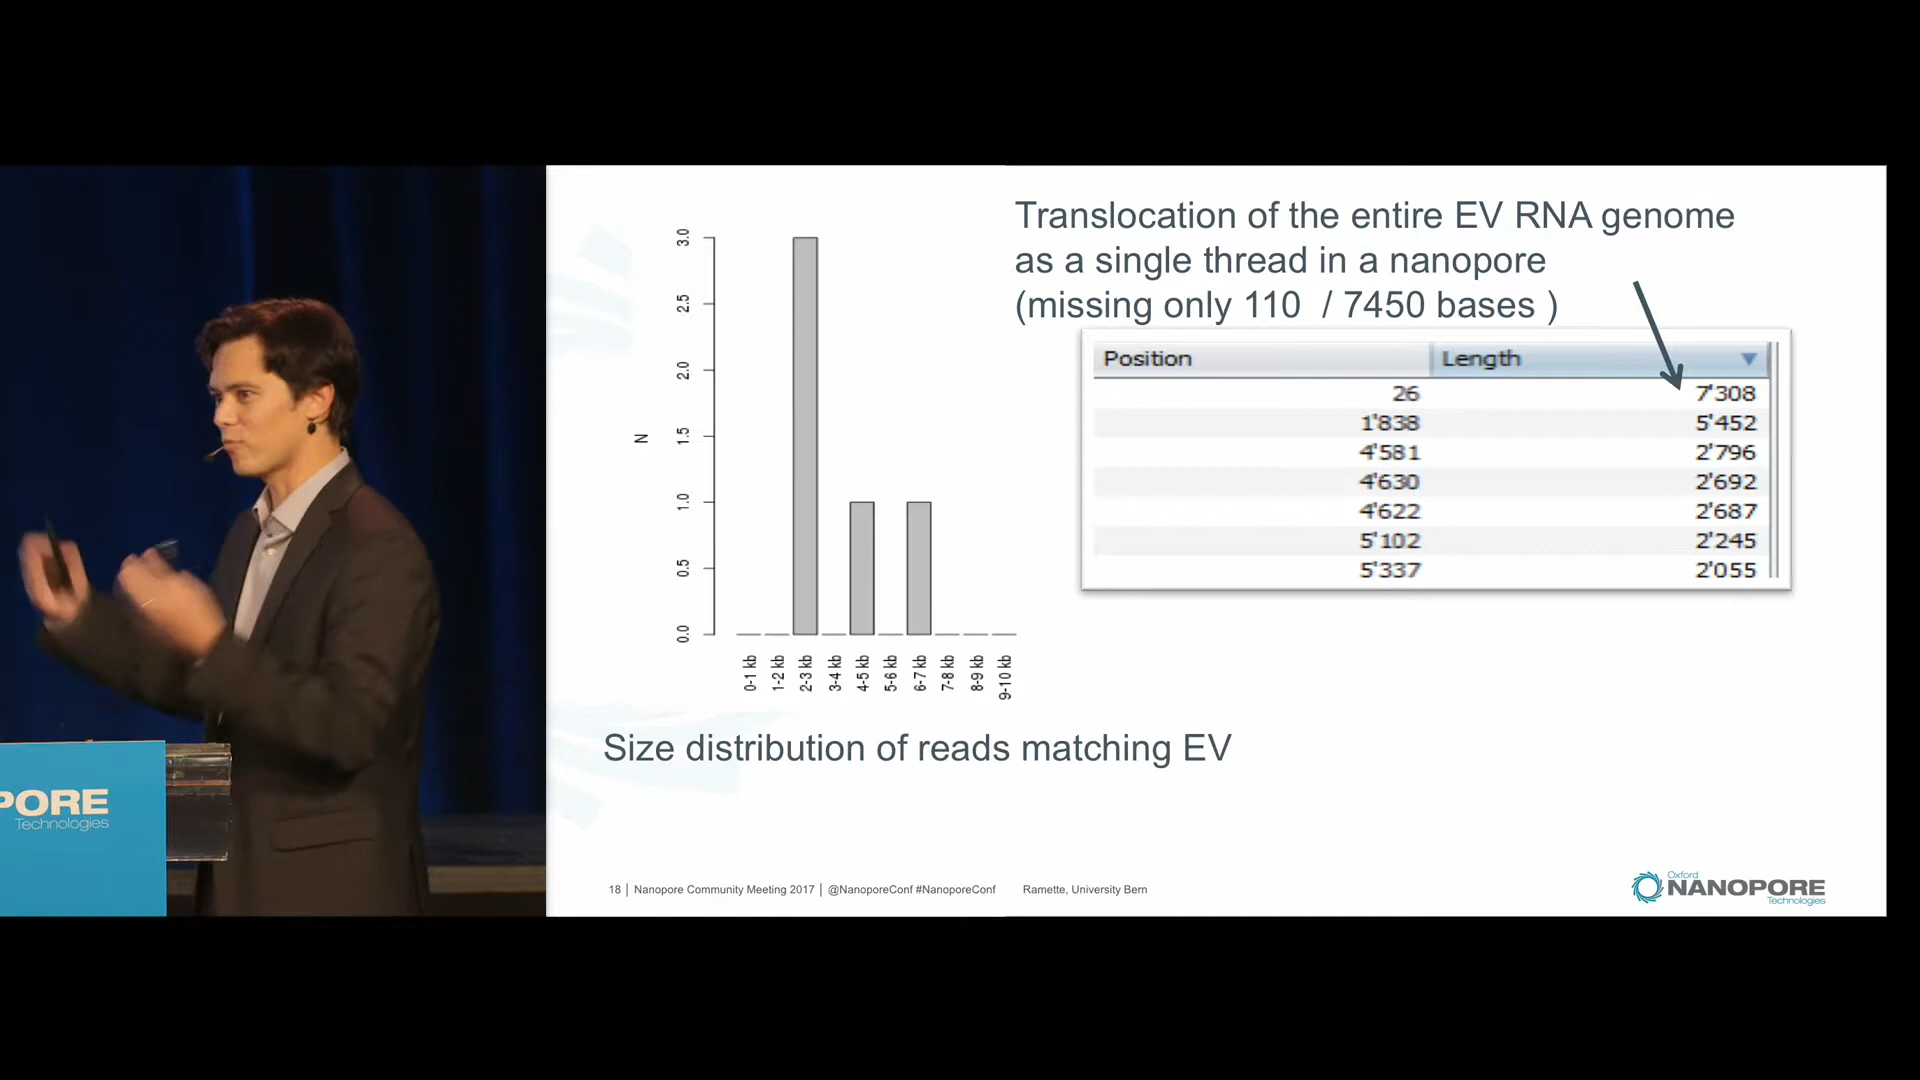 Translocation of the entire EV RNA genome
as a single thread in a nanopore
(missing only 110 / 7450 bases )
Position Length
26 7'308
1'838 5'452
4'581 2'796
4'630 2'692
4'622 2'687
5'102 2'245
5'337 2'055
N
3.0
2.5
2.0
1.5
1.0
0.5
0.0
0-1 kb
1-2 kb
2-3 kb
3-4 kb
4-5 kb
5-6 kb
6-7 kb
7-8 kb
8-9 kb
9-10 kb
Size distribution of reads matching EV
PORE
Technologies
18 | Nanopore Community Meeting 2017 | @NanoporeConf #NanoporeConf Ramette, University Bern
Oxford
NANOPORE
Technologies